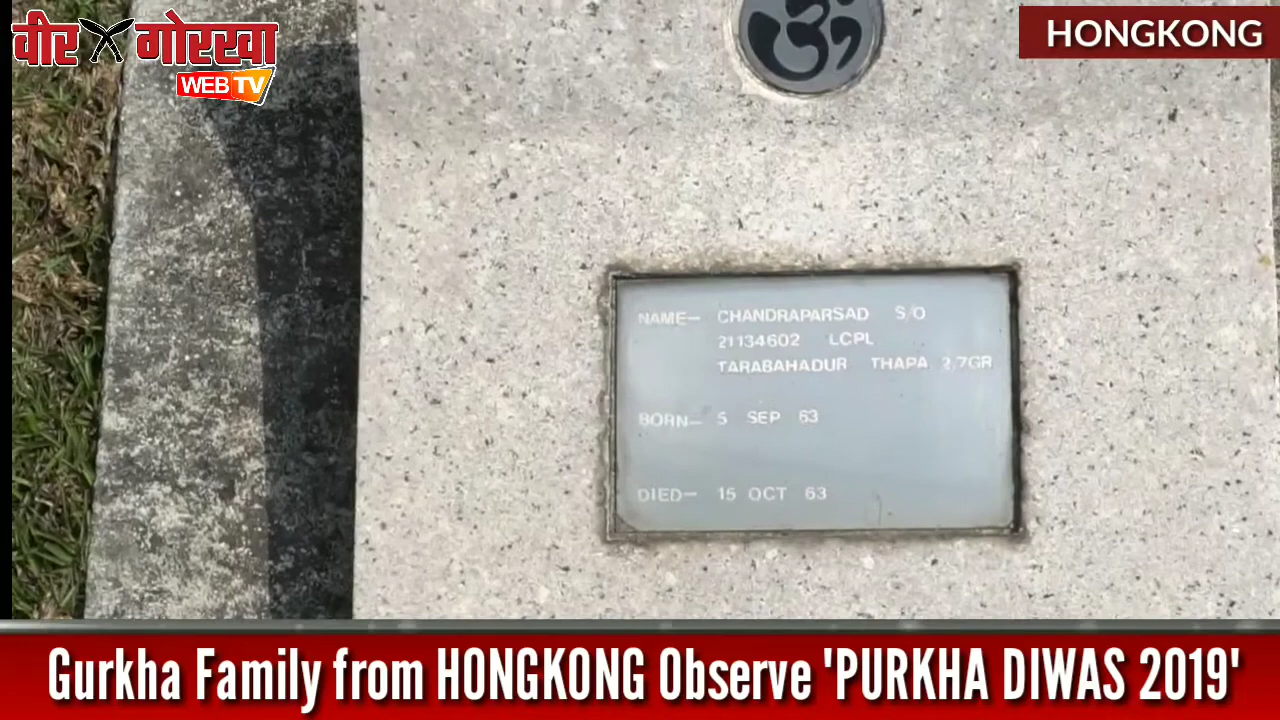 वीर गोरखा
WEB TV
HONGKONG
ॐ
NAME— CHANDRAPARSAD S/O
21134602 LCPL
TARABAHADUR THAPA 2/7GR
BORN— 5 SEP 63
DIED— 15 OCT 63
Gurkha Family from HONGKONG Observe 'PURKHA DIWAS 2019'